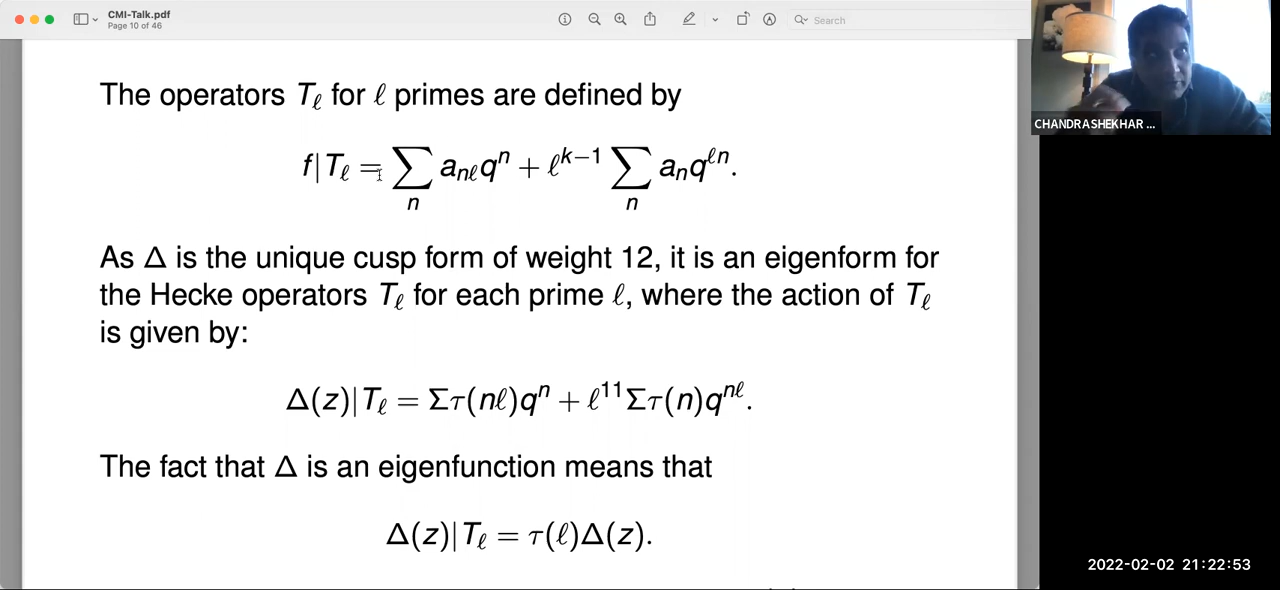 CMI-Talk.pdf
Page 10 of 46
Search
The operators T_ℓ for ℓ primes are defined by
f|T_ℓ = ∑_n a_{nℓ}q^n + ℓ^{k−1} ∑_n a_nq^{ℓn}.
As Δ is the unique cusp form of weight 12, it is an eigenform for
the Hecke operators T_ℓ for each prime ℓ, where the action of T_ℓ
is given by:
Δ(z)|T_ℓ = Στ(nℓ)q^n + ℓ^{11}Στ(n)q^{nℓ}.
The fact that Δ is an eigenfunction means that
Δ(z)|T_ℓ = τ(ℓ)Δ(z).
CHANDRASHEKHAR ...
2022-02-02 21:22:53